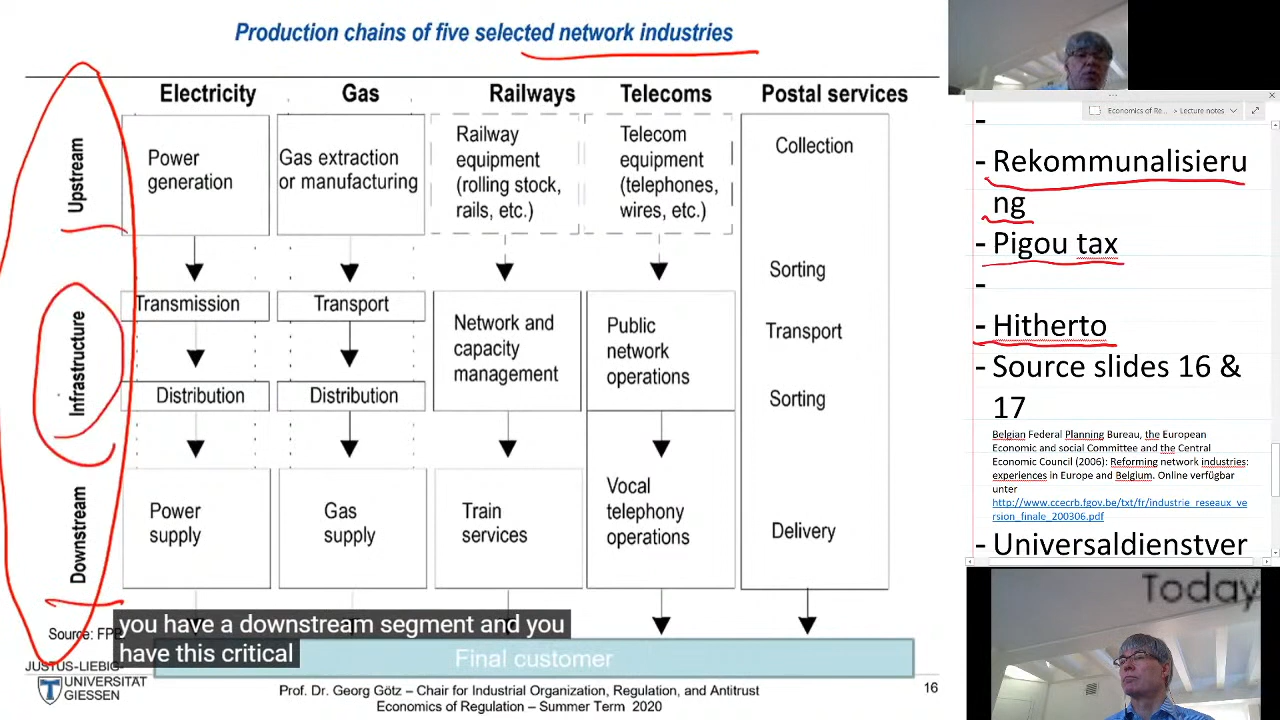 Production chains of five selected network industries
Electricity
Gas
Railways
Telecoms
Postal services
Upstream
Power
generation
Gas extraction
or manufacturing
Railway
equipment
(rolling stock,
rails, etc.)
Telecom
equipment
(telephones,
wires, etc.)
Collection
Sorting
Infrastructure
Transmission
Distribution
Transport
Distribution
Network and
capacity
management
Public
network
operations
Transport
Sorting
Downstream
Power
supply
Gas
supply
Train
services
Vocal
telephony
operations
Delivery
you have a downstream segment and you
have this critical
Source: FPB
Final customer
JUSTUS-LIEBIG-
UNIVERSITAT
GIESSEN
Prof. Dr. Georg Götz – Chair for Industrial Organization, Regulation, and Antitrust
Economics of Regulation – Summer Term 2020
16
Economics of Re... > Lecture notes
-
- Rekommunalisieru
ng
- Pigou tax
-
- Hitherto
- Source slides 16 &
17
Belgian Federal Planning Bureau, the European
Economic and social Committee and the Central
Economic Council (2006): Reforming network industries:
experiences in Europe and Belgium. Online verfügbar
unter
http://www.ccecrb.fgov.be/txt/fr/industrie_reseaux_ve
rsion_finale_200306.pdf
- Universaldienstver
Today